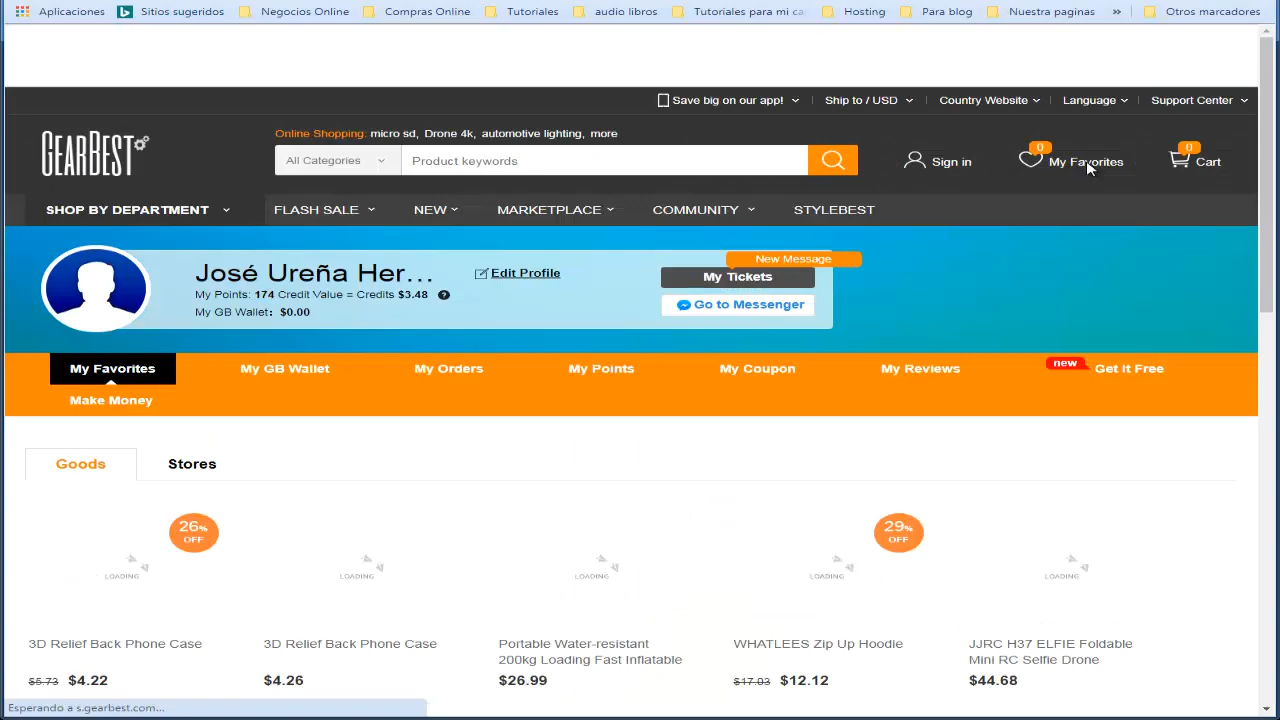 Aplicaciones Sitios sugeridos Negocios Online Compras Online Tutoriales audio libros Tutoriales para mi ca Hosting Para blog Nuestra paginas » Otros marcadores
Save big on our app! Ship to / USD Country Website Language Support Center
GEARBEST
Online Shopping: micro sd, Drone 4k, automotive lighting, more
All Categories Product keywords
Sign in 0 My Favorites 0 Cart
SHOP BY DEPARTMENT FLASH SALE NEW MARKETPLACE COMMUNITY STYLEBEST
José Ureña Her... Edit Profile
My Points: 174 Credit Value = Credits $3.48 ?
My GB Wallet: $0.00
New Message
My Tickets
Go to Messenger
My Favorites My GB Wallet My Orders My Points My Coupon My Reviews new Get it Free
Make Money
Goods Stores
26% OFF
29% OFF
LOADING LOADING LOADING LOADING LOADING
3D Relief Back Phone Case
$5.73 $4.22
3D Relief Back Phone Case
$4.26
Portable Water-resistant
200kg Loading Fast Inflatable
$26.99
WHATLEES Zip Up Hoodie
$17.03 $12.12
JJRC H37 ELFIE Foldable
Mini RC Selfie Drone
$44.68
Esperando a s.gearbest.com...